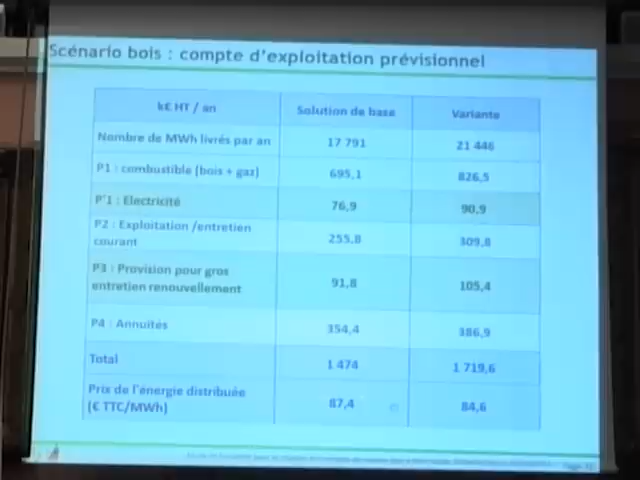 Scénario bois : compte d'exploitation prévisionnel
k€ HT / an Solution de base Variante
Nombre de MWh livrés par an 17 791 21 446
P1 : combustible (bois + gaz) 695,1 826,5
P'1 : Electricité 76,9 90,9
P2 : Exploitation /entretien
courant 255,8 309,8
P3 : Provision pour gros
entretien renouvellement 91,8 105,4
P4 : Annuités 354,4 386,9
Total 1 474 1 719,6
Prix de l'énergie distribuée
(€ TTC/MWh) 87,4 84,6